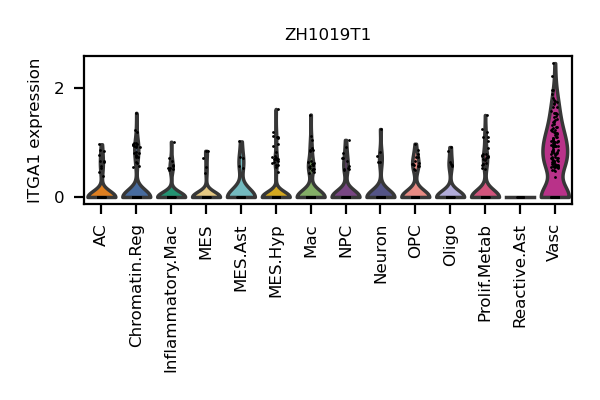 ZH1019T1
ITGA1 expression
2
0
AC
Chromatin.Reg
Inflammatory.Mac
MES
MES.Ast
MES.Hyp
Mac
NPC
Neuron
OPC
Oligo
Prolif.Metab
Reactive.Ast
Vasc